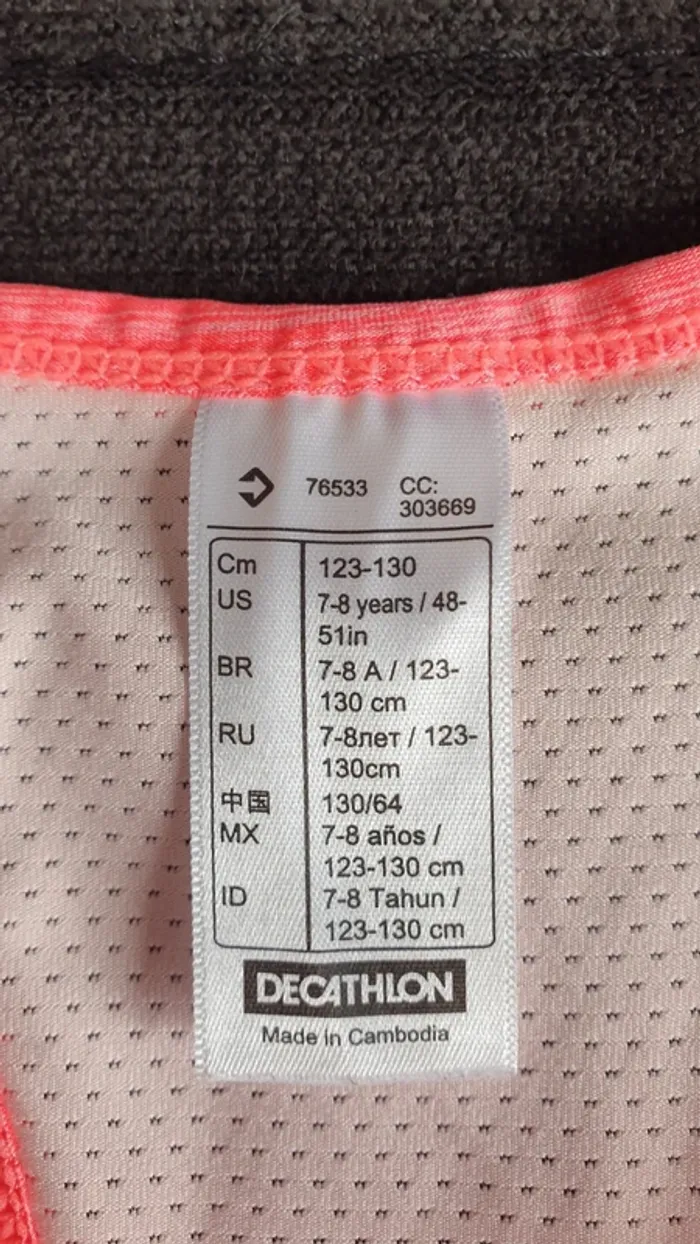 76533 CC:
303669
Cm 123-130
US 7-8 years / 48-
51in
BR 7-8 A / 123-
130 cm
RU 7-8лет / 123-
130cm
中国 130/64
MX 7-8 años /
123-130 cm
ID 7-8 Tahun /
123-130 cm
DECATHLON
Made in Cambodia